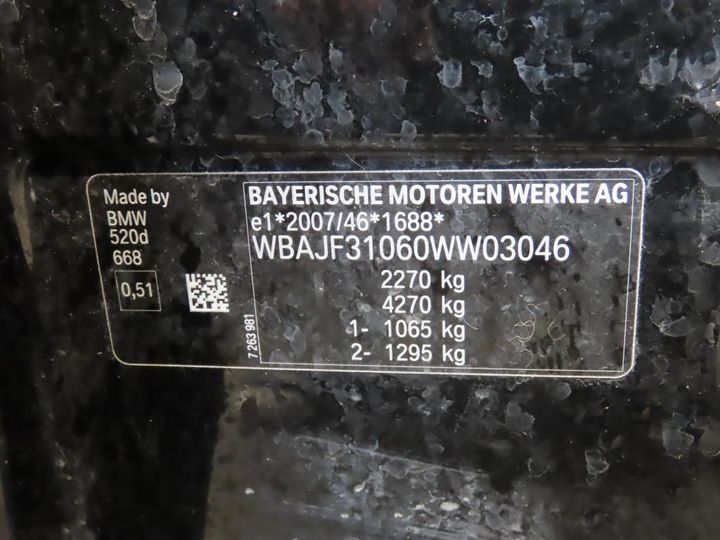 Made by
BMW
520d
668
0,51
7 263 981
BAYERISCHE MOTOREN WERKE AG
e1*2007/46*1688*
WBAJF31060WW03046
2270 kg
4270 kg
1- 1065 kg
2- 1295 kg